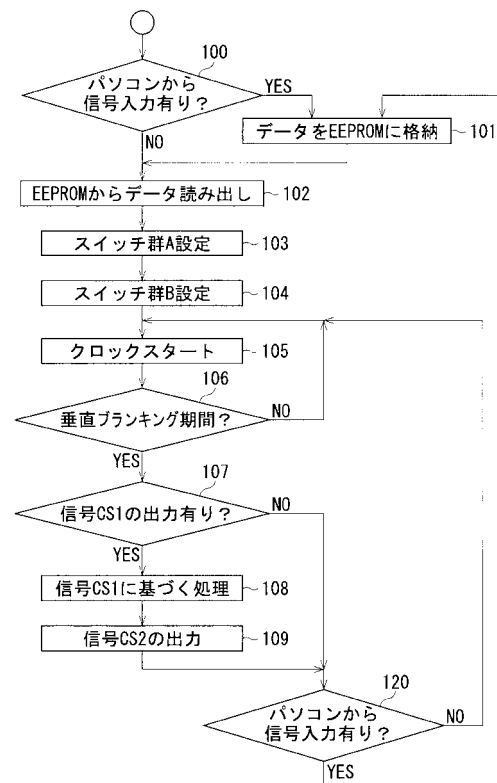 100
パソコンから
信号入力有り?
YES
NO
データをEEPROMに格納
101
EEPROMからデータ読み出し
102
スイッチ群A設定
103
スイッチ群B設定
104
クロックスタート
105
106
垂直ブランキング期間?
NO
YES
107
信号CS1の出力有り?
NO
YES
信号CS1に基づく処理
108
信号CS2の出力
109
120
パソコンから
信号入力有り?
NO
YES